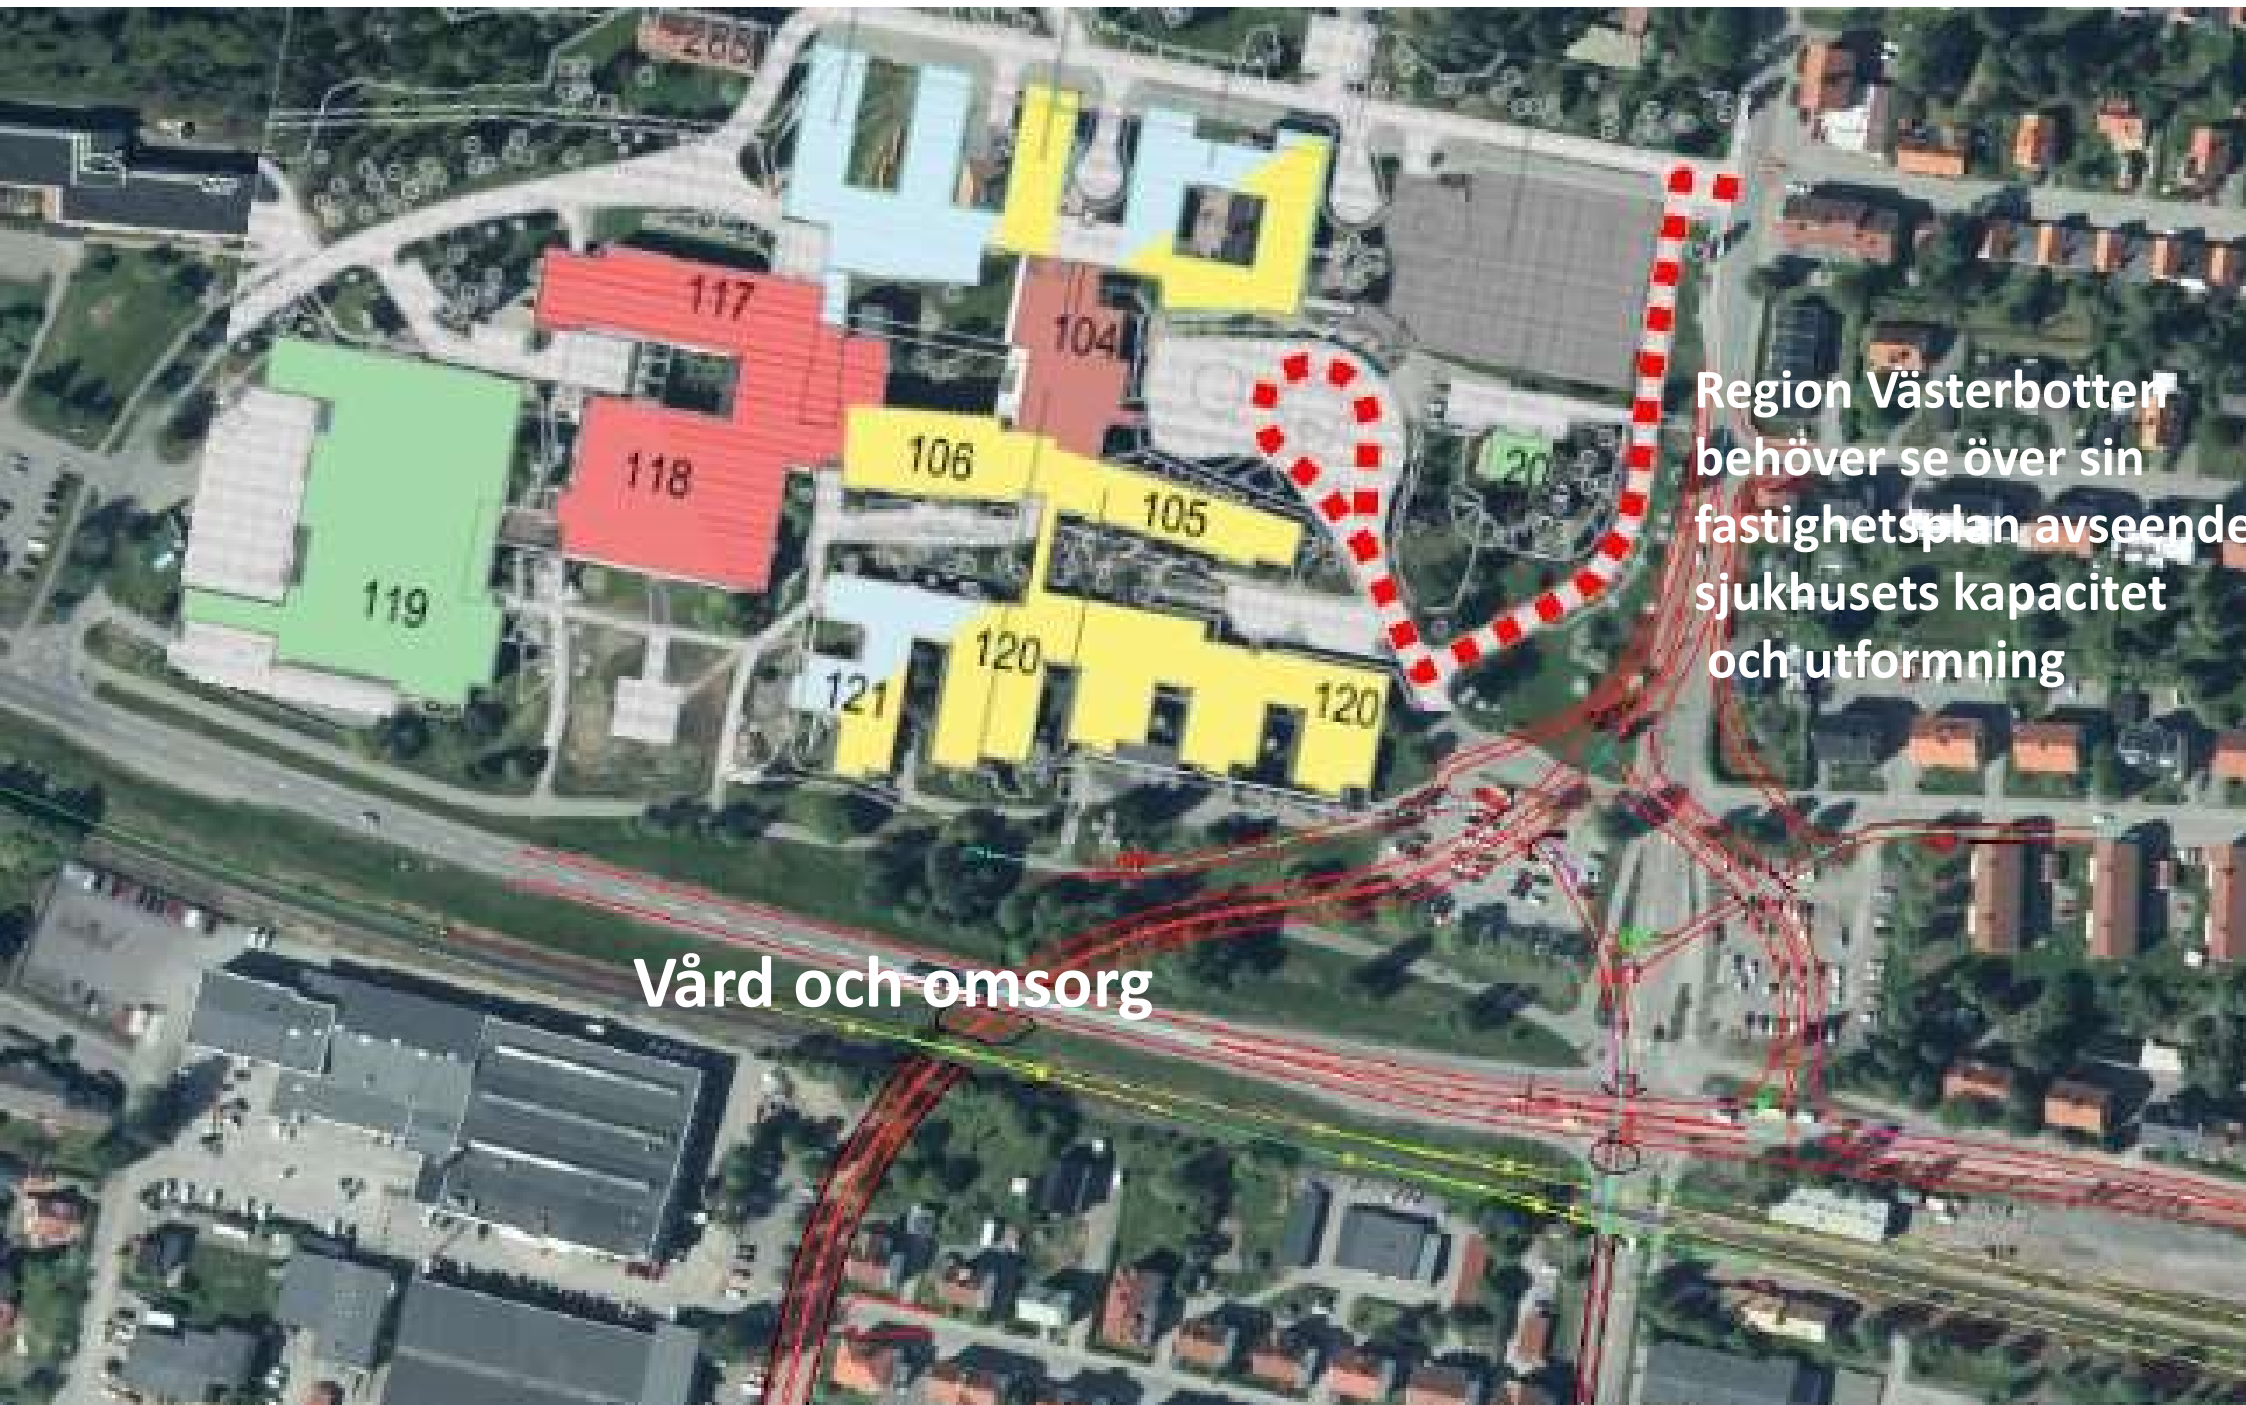 286
117
104
106
118
105
20
119
120
121
120
Region Västerbotten
behöver se över sin
fastighetsplan avseende
sjukhusets kapacitet
och utformning
Vård och omsorg